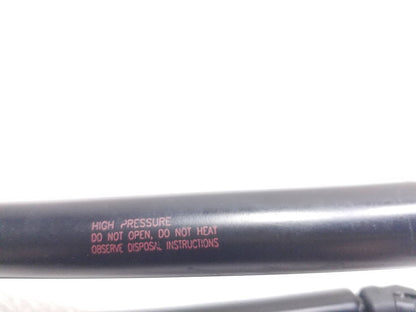 HIGH PRESSURE
DO NOT OPEN, DO NOT HEAT
OBSERVE DISPOSAL INSTRUCTIONS